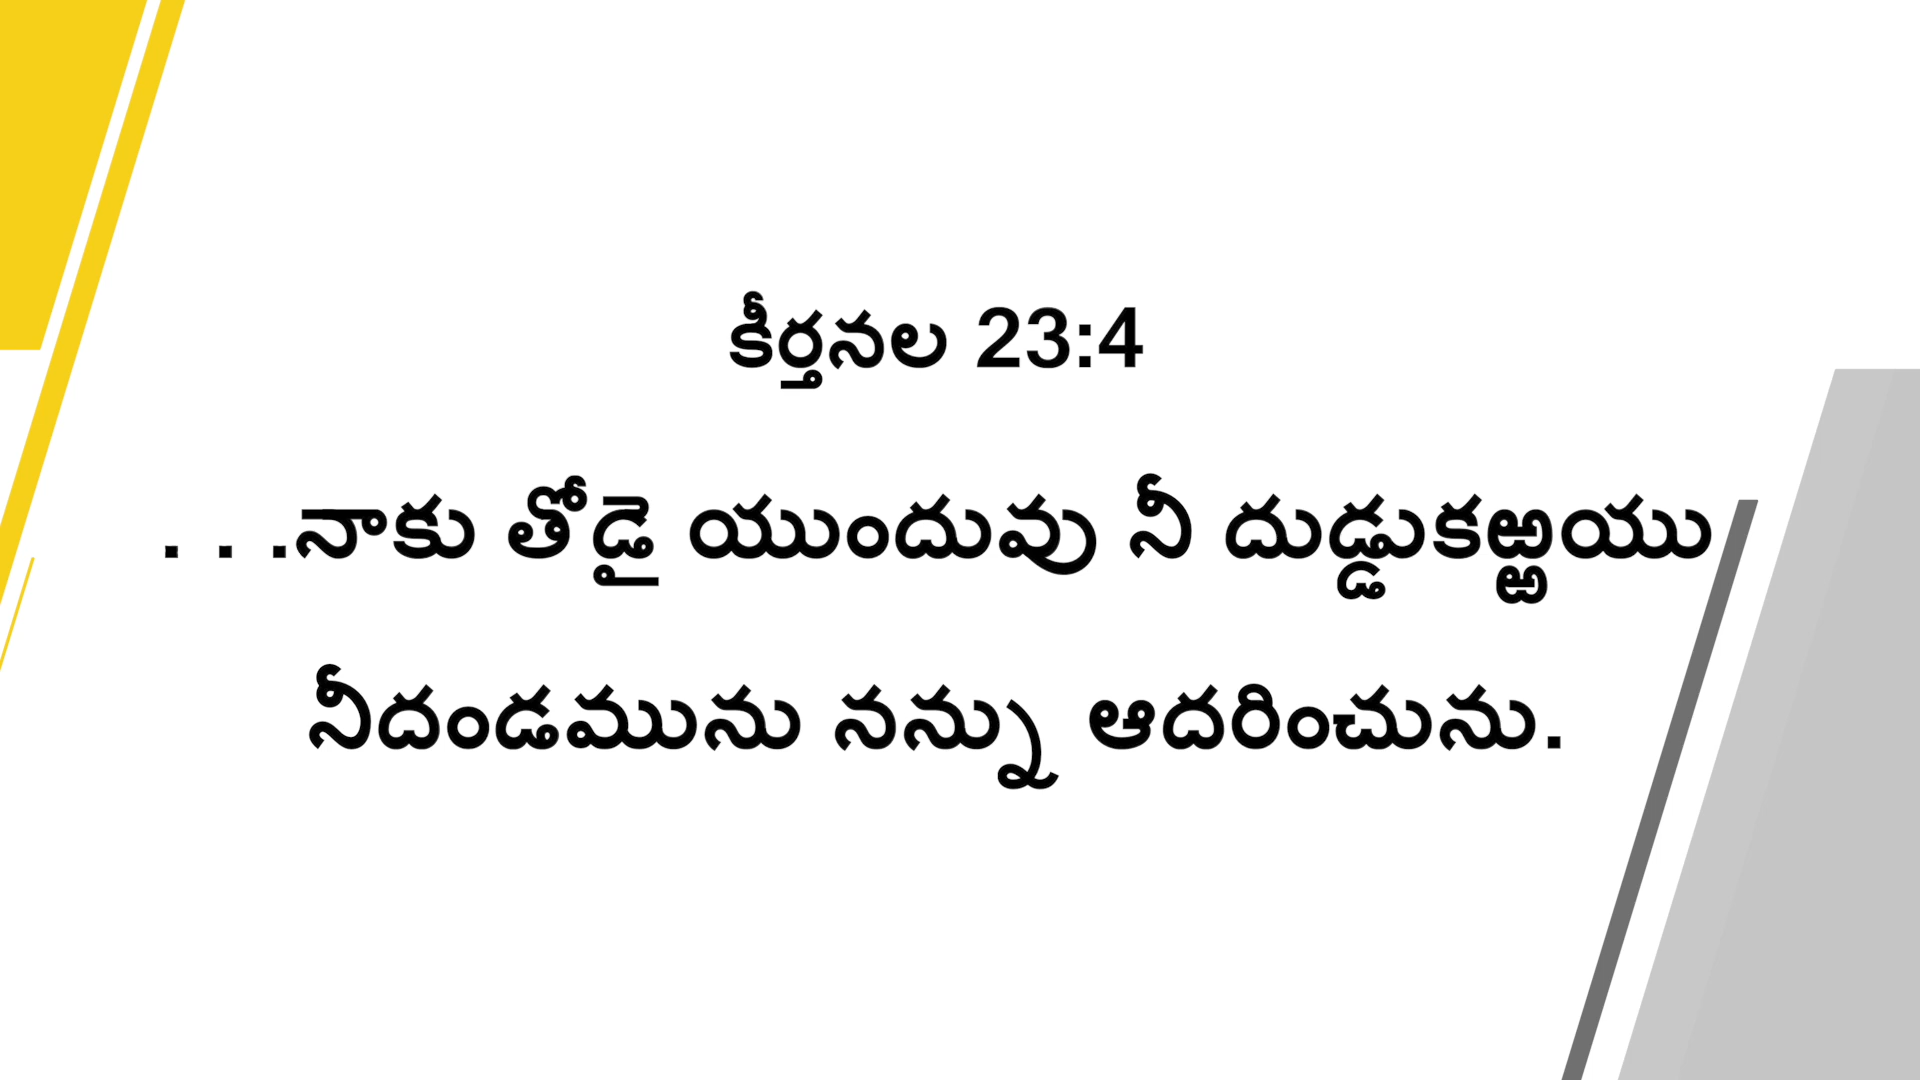 కీర్తనల 23:4
. . .నాకు తోడై యుందువు నీ దుడ్డుకఱ్ఱయు
నీదండమును నన్ను ఆదరించును.